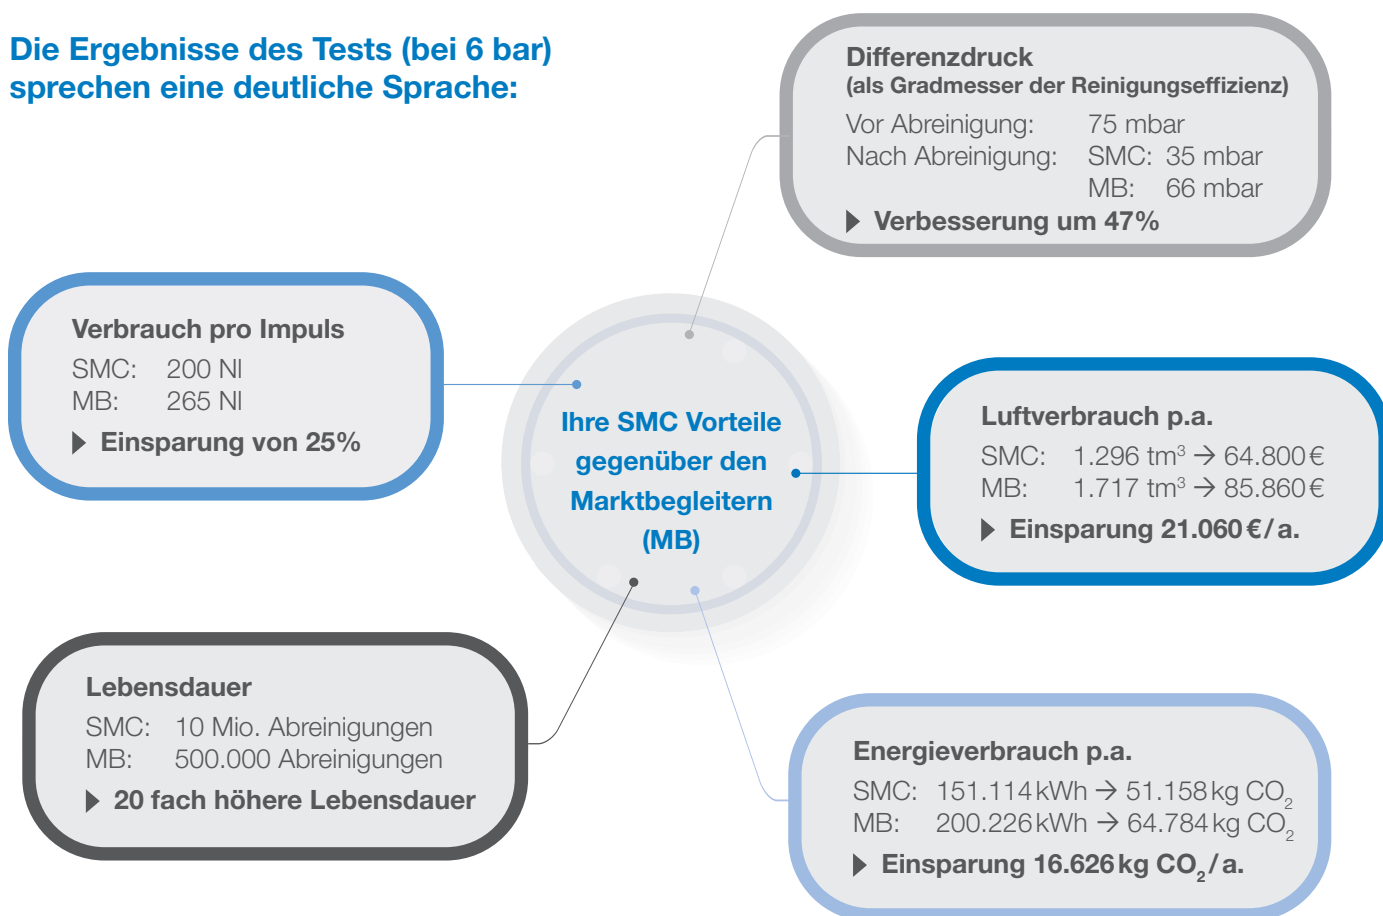 Die Ergebnisse des Tests (bei 6 bar)
sprechen eine deutliche Sprache:
Differenzdruck
(als Gradmesser der Reinigungseffizienz)
Vor Abreinigung: 75 mbar
Nach Abreinigung: SMC: 35 mbar
MB: 66 mbar
▶ Verbesserung um 47%
Verbrauch pro Impuls
SMC: 200 Nl
MB: 265 Nl
▶ Einsparung von 25%
Ihre SMC Vorteile
gegenüber den
Marktbegleitern
(MB)
Luftverbrauch p.a.
SMC: 1.296 tm³ → 64.800 €
MB: 1.717 tm³ → 85.860 €
▶ Einsparung 21.060 € / a.
Lebensdauer
SMC: 10 Mio. Abreinigungen
MB: 500.000 Abreinigungen
▶ 20 fach höhere Lebensdauer
Energieverbrauch p.a.
SMC: 151.114 kWh → 51.158 kg CO₂
MB: 200.226 kWh → 64.784 kg CO₂
▶ Einsparung 16.626 kg CO₂ / a.